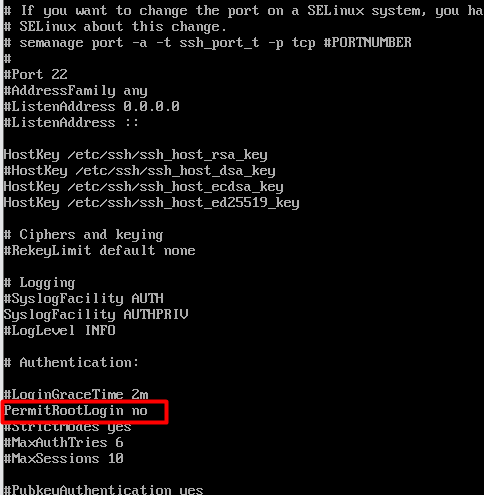 # If you want to change the port on a SELinux system, you ha
# SELinux about this change.
# semanage port -a -t ssh_port_t -p tcp #PORTNUMBER
#
#Port 22
#AddressFamily any
#ListenAddress 0.0.0.0
#ListenAddress ::
HostKey /etc/ssh/ssh_host_rsa_key
#HostKey /etc/ssh/ssh_host_dsa_key
HostKey /etc/ssh/ssh_host_ecdsa_key
HostKey /etc/ssh/ssh_host_ed25519_key
# Ciphers and keying
#RekeyLimit default none
# Logging
#SyslogFacility AUTH
SyslogFacility AUTHPRIV
#LogLevel INFO
# Authentication:
#LoginGraceTime 2m
PermitRootLogin no
#StrictModes yes
#MaxAuthTries 6
#MaxSessions 10
#PubkeyAuthentication yes